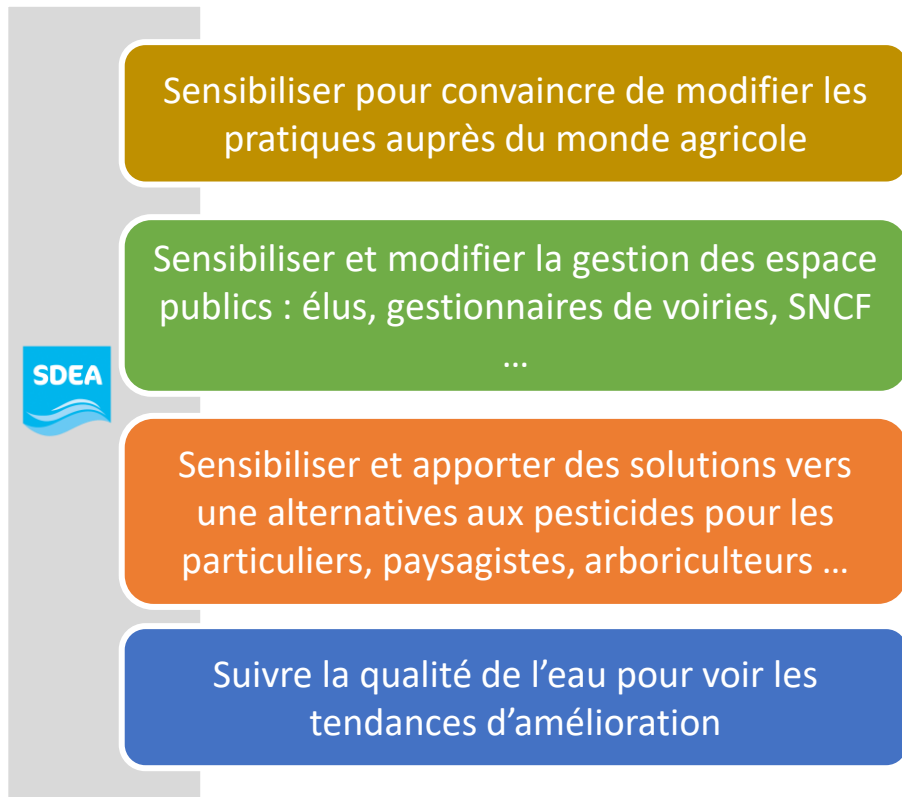 Sensibiliser pour convaincre de modifier les
pratiques auprès du monde agricole
Sensibiliser et modifier la gestion des espace
publics : élus, gestionnaires de voiries, SNCF
...
SDEA
Sensibiliser et apporter des solutions vers
une alternatives aux pesticides pour les
particuliers, paysagistes, arboriculteurs ...
Suivre la qualité de l’eau pour voir les
tendances d’amélioration